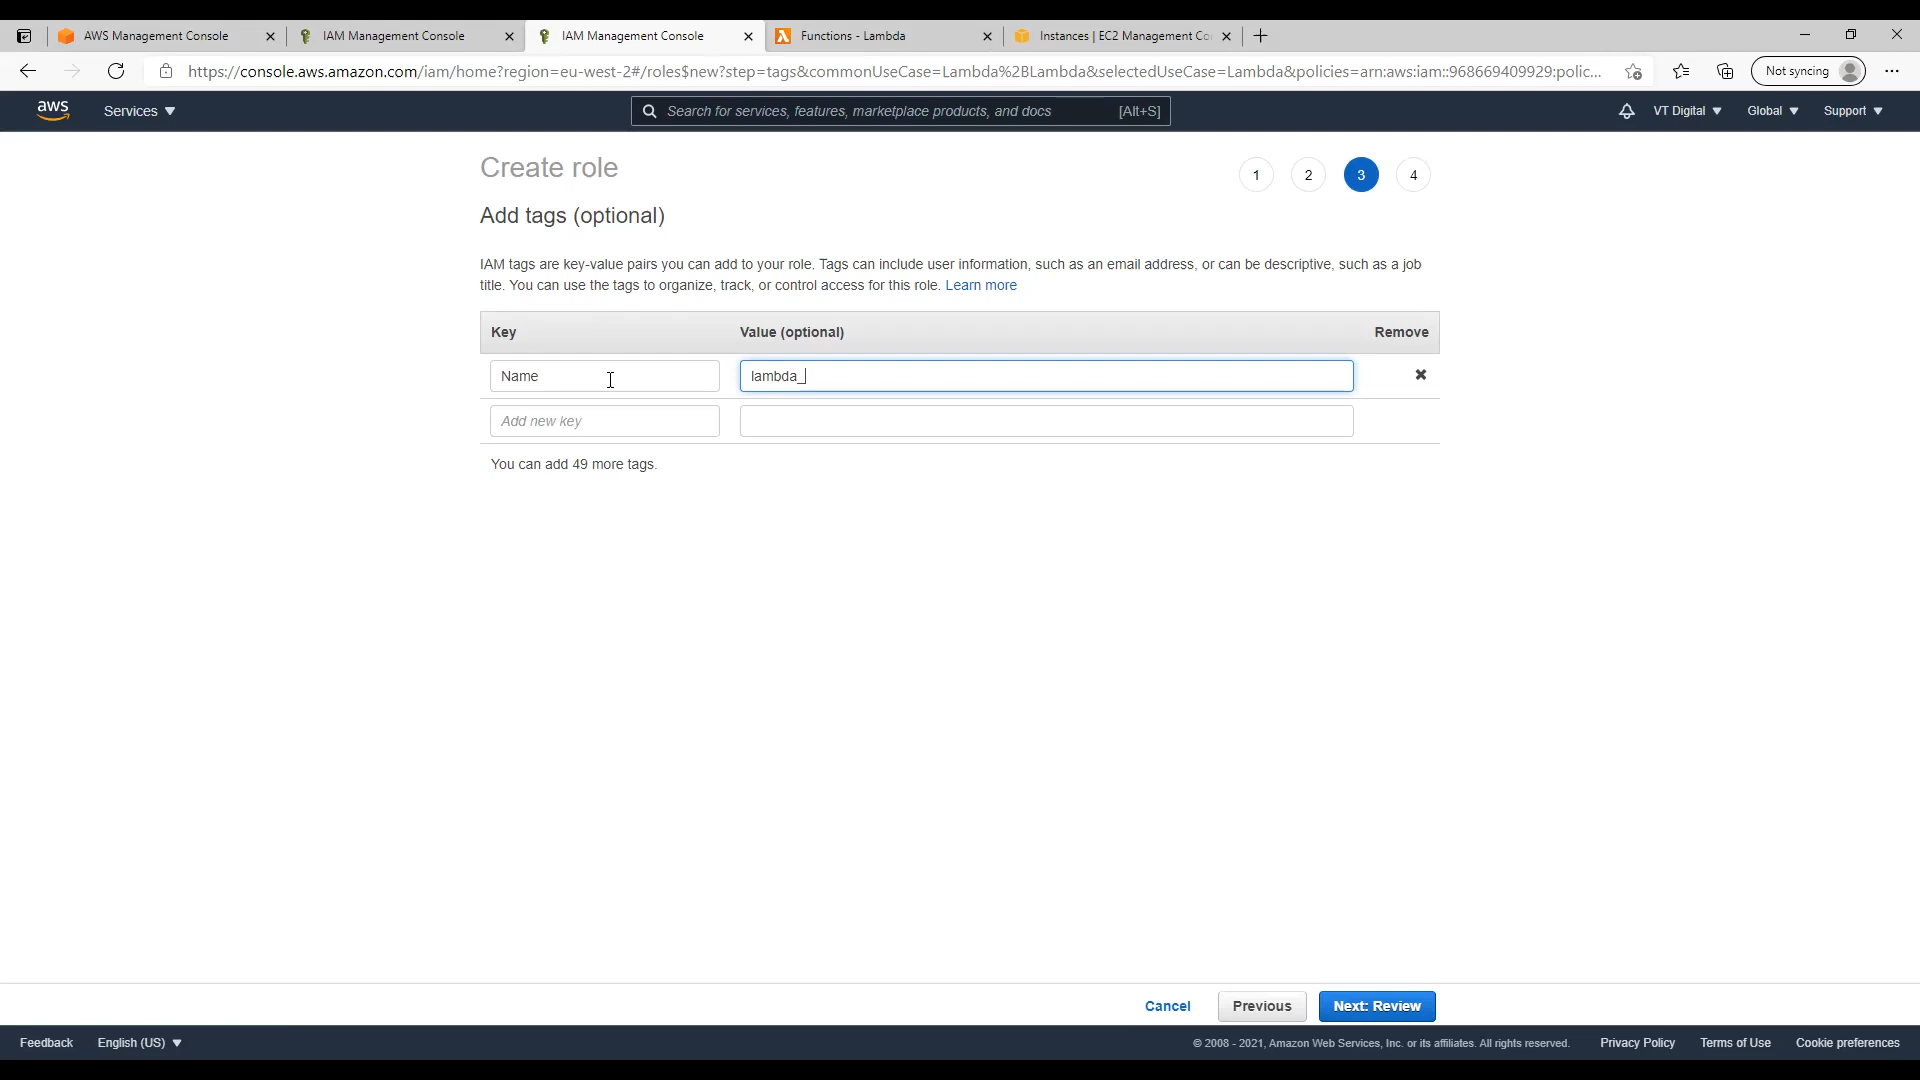 AWS Management Console
IAM Management Console
IAM Management Console
Functions - Lambda
Instances | EC2 Management Co
https://console.aws.amazon.com/iam/home?region=eu-west-2#/roles$new?step=tags&commonUseCase=Lambda%2BLambda&selectedUseCase=Lambda&policies=arn:aws:iam::968669409929:polic...
Not syncing
aws
Services
Search for services, features, marketplace products, and docs
[Alt+S]
VT Digital
Global
Support
Create role
1
2
3
4
Add tags (optional)
IAM tags are key-value pairs you can add to your role. Tags can include user information, such as an email address, or can be descriptive, such as a job
title. You can use the tags to organize, track, or control access for this role. Learn more
Key
Value (optional)
Remove
Name
lambda_
Add new key
You can add 49 more tags.
Cancel
Previous
Next: Review
Feedback
English (US)
© 2008 - 2021, Amazon Web Services, Inc. or its affiliates. All rights reserved.
Privacy Policy
Terms of Use
Cookie preferences